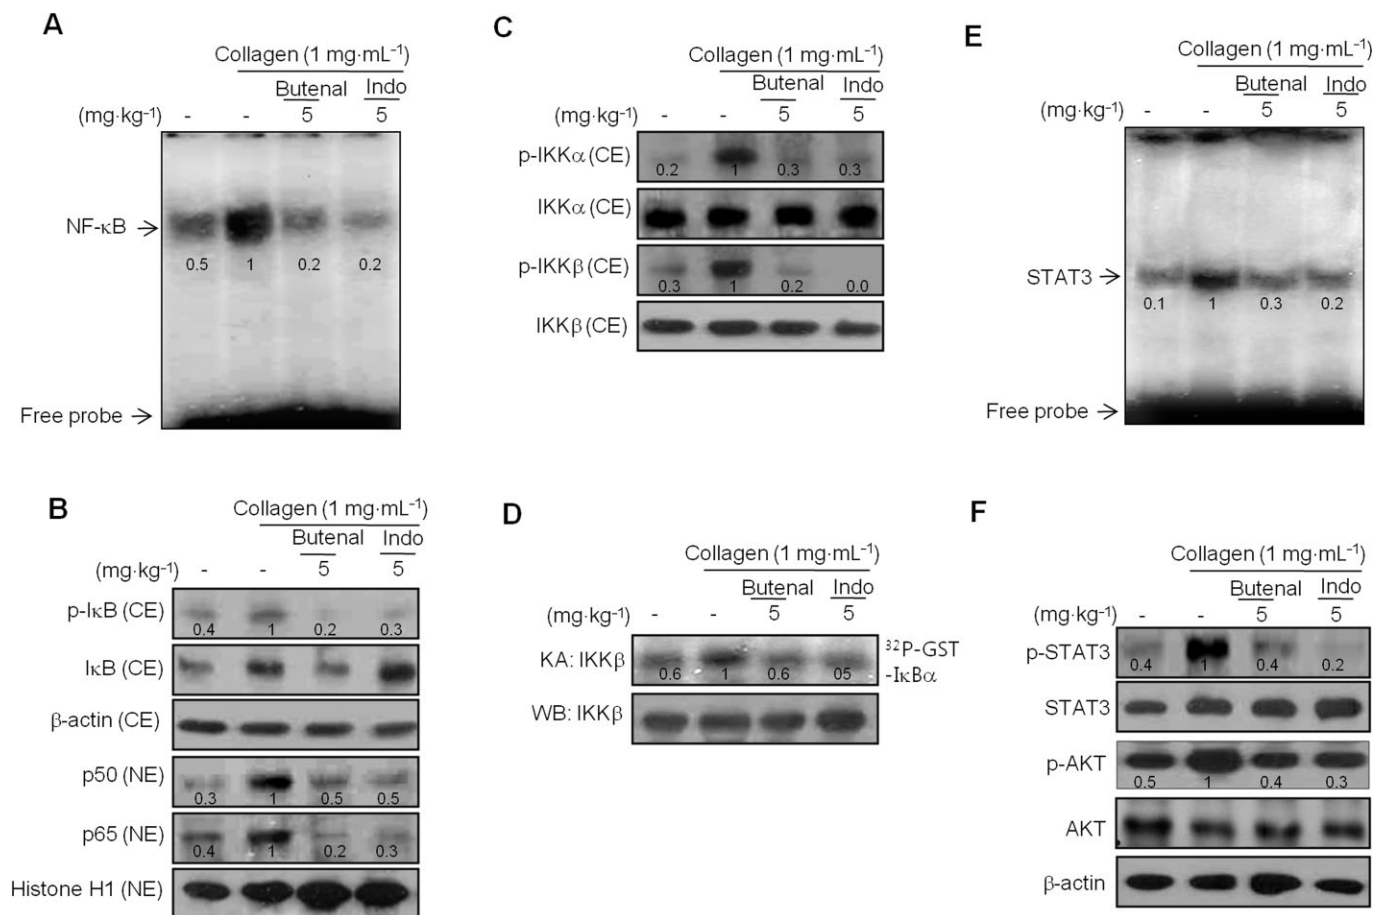 A
Collagen (1 mg·mL⁻¹)
Butenal Indo
(mg·kg⁻¹) - - 5 5
NF-κB
0.5 1 0.2 0.2
Free probe
B
Collagen (1 mg·mL⁻¹)
Butenal Indo
(mg·kg⁻¹) - - 5 5
p-IκB (CE)
0.4 1 0.2 0.3
IκB (CE)
β-actin (CE)
p50 (NE)
0.3 1 0.5 0.5
p65 (NE)
0.4 1 0.2 0.3
Histone H1 (NE)
C
Collagen (1 mg·mL⁻¹)
Butenal Indo
(mg·kg⁻¹) - - 5 5
p-IKKα (CE)
0.2 1 0.3 0.3
IKKα (CE)
p-IKKβ (CE)
0.3 1 0.2 0.0
IKKβ (CE)
D
Collagen (1 mg·mL⁻¹)
Butenal Indo
(mg·kg⁻¹) - - 5 5
KA: IKKβ ³²P-GST
0.6 1 0.6 05 -IκBα
WB: IKKβ
E
Collagen (1 mg·mL⁻¹)
Butenal Indo
(mg·kg⁻¹) - - 5 5
STAT3
0.1 1 0.3 0.2
Free probe
F
Collagen (1 mg·mL⁻¹)
Butenal Indo
(mg·kg⁻¹) - - 5 5
p-STAT3
0.4 1 0.4 0.2
STAT3
p-AKT
0.5 1 0.4 0.3
AKT
β-actin